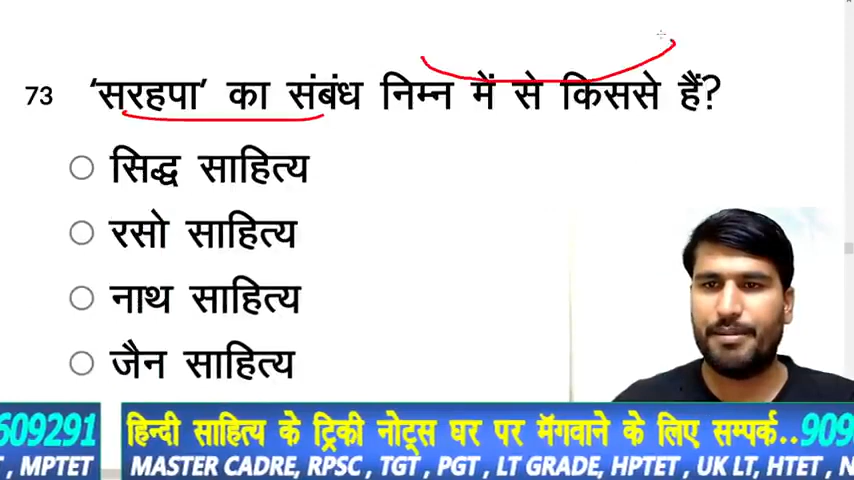 73 'सरहपा' का संबंध निम्न में से किससे हैं?
सिद्ध साहित्य
रसो साहित्य
नाथ साहित्य
जैन साहित्य
609291 हिन्दी साहित्य के ट्रिकी नोट्स घर पर मॅगवाने के लिए सम्पर्क..909
, MPTET MASTER CADRE, RPSC , TGT , PGT , LT GRADE, HPTET , UK LT, HTET , N